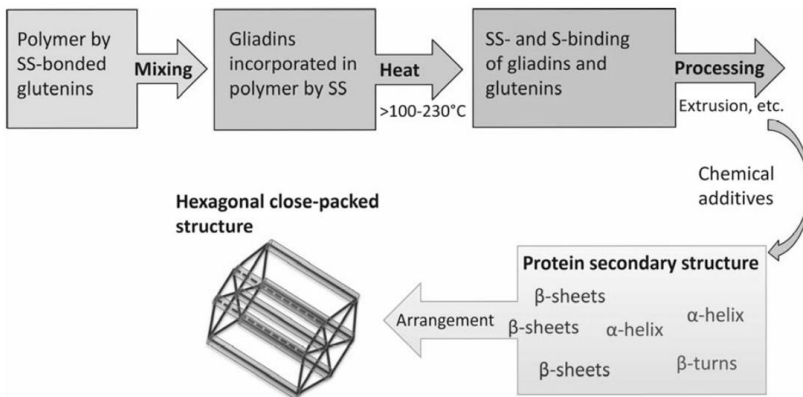 Polymer by
SS-bonded
glutenins
Mixing
Gliadins
incorporated in
polymer by SS
Heat
>100-230°C
SS- and S-binding
of gliadins and
glutenins
Processing
Extrusion, etc.
Chemical
additives
Hexagonal close-packed
structure
Protein secondary structure
β-sheets
β-sheets
α-helix
α-helix
β-sheets
β-turns
Arrangement